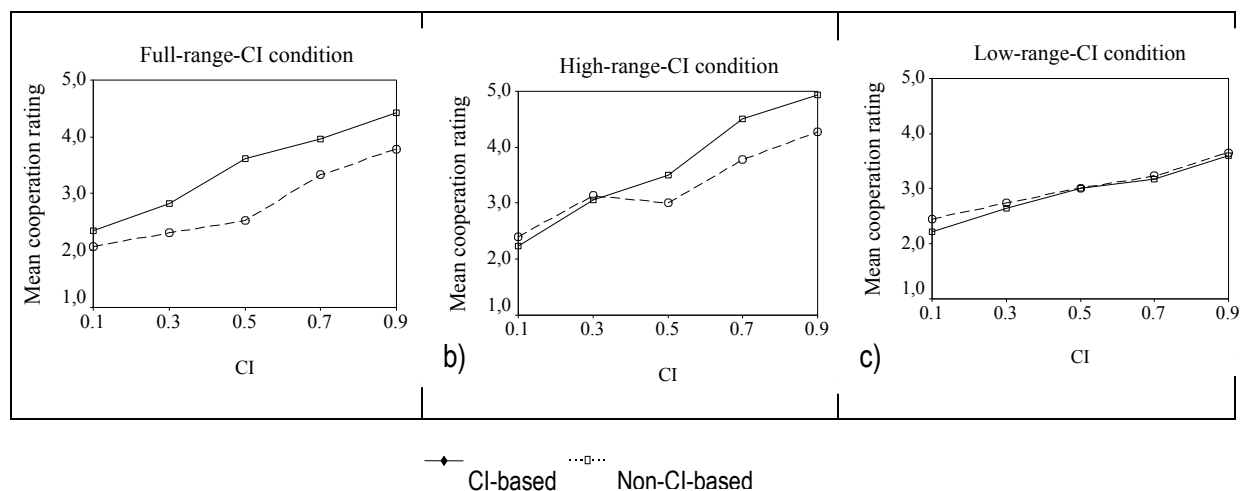 Full-range-CI condition
Mean cooperation rating
5,0
4,0
3,0
2,0
1,0
0.1 0.3 0.5 0.7 0.9
CI
b)
High-range-CI condition
Mean cooperation rating
5,0
4,0
3,0
2,0
1,0
0.1 0.3 0.5 0.7 0.9
CI
c)
Low-range-CI condition
Mean cooperation rating
5,0
4,0
3,0
2,0
1,0
0.1 0.3 0.5 0.7 0.9
CI
CI-based Non-CI-based